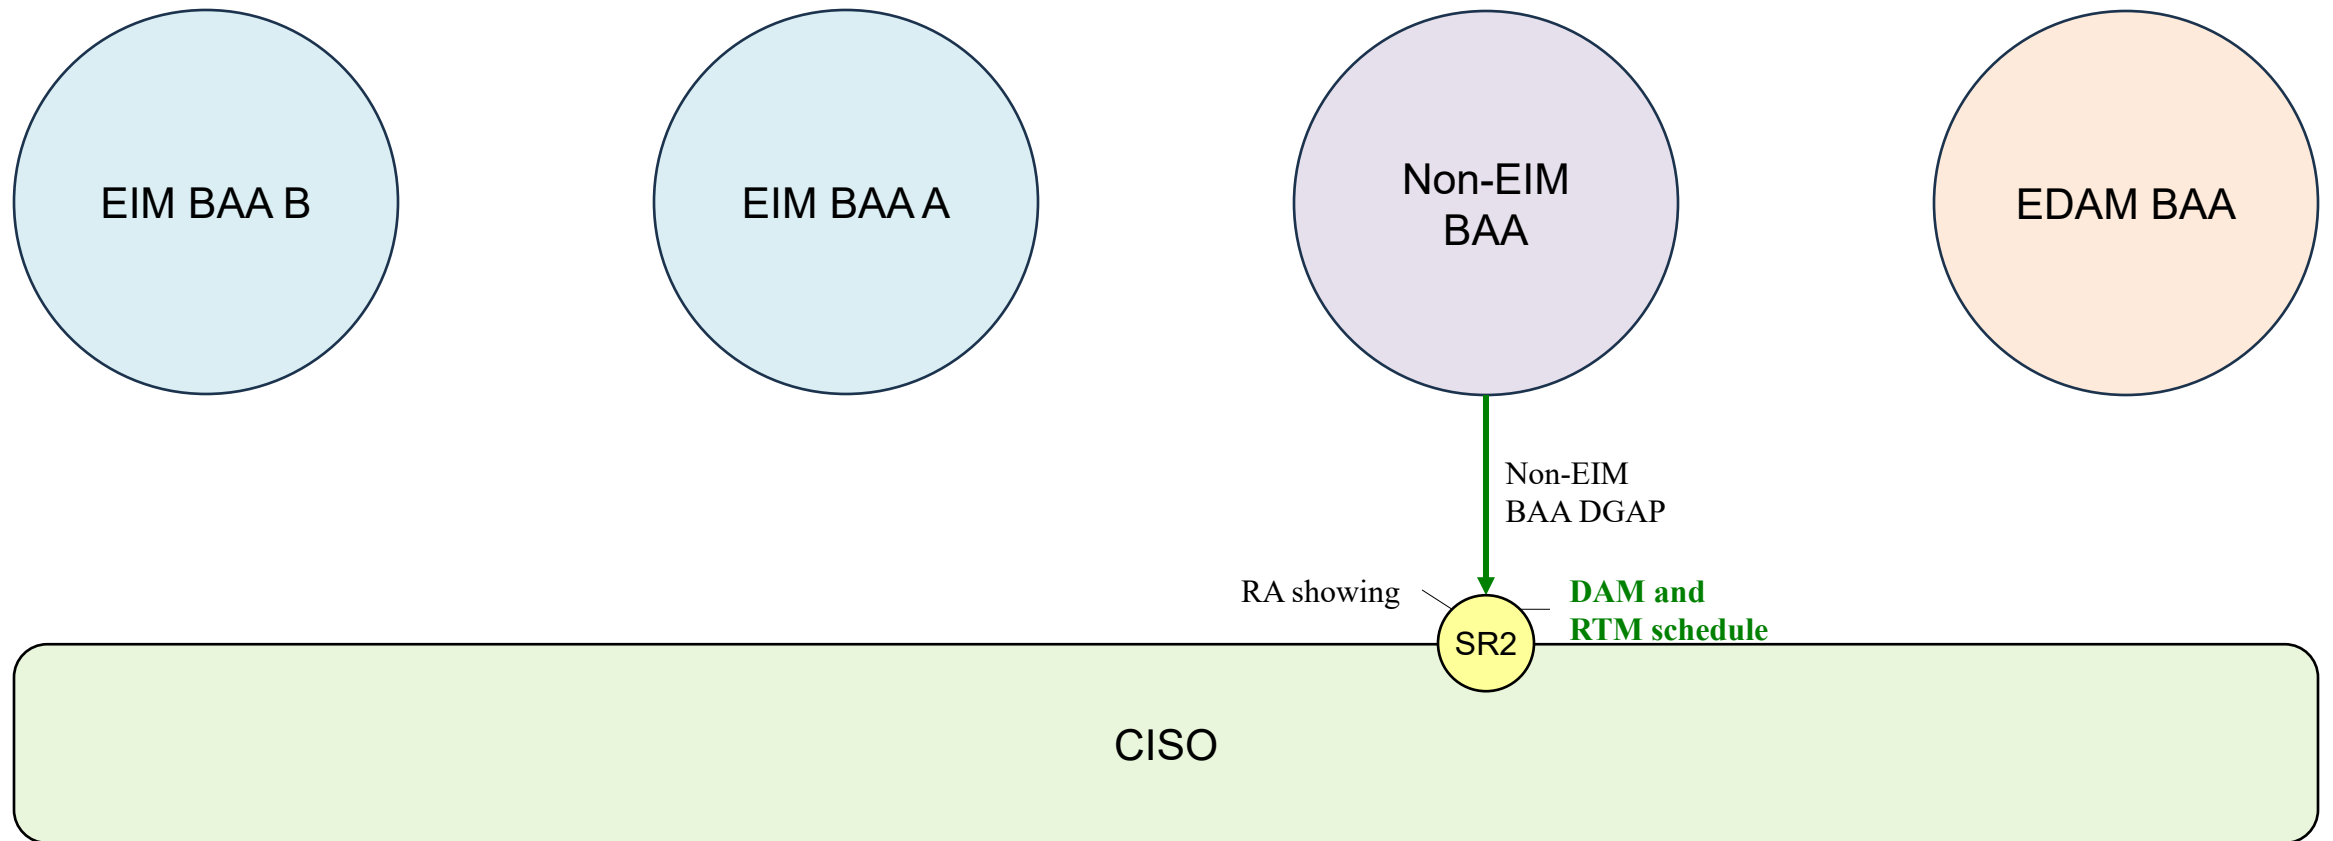 EIM BAA B
EIM BAA A
Non-EIM
BAA
EDAM BAA
Non-EIM
BAA DGAP
RA showing
DAM and
RTM schedule
SR2
CISO